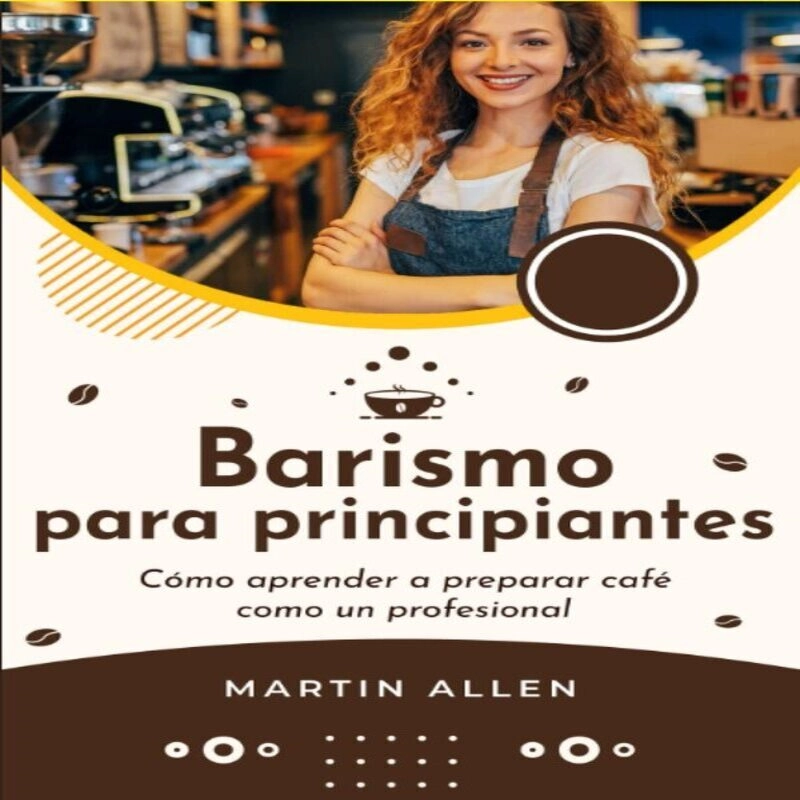 Barismo
para principiantes
Cómo aprender a preparar café
como un profesional
MARTIN ALLEN